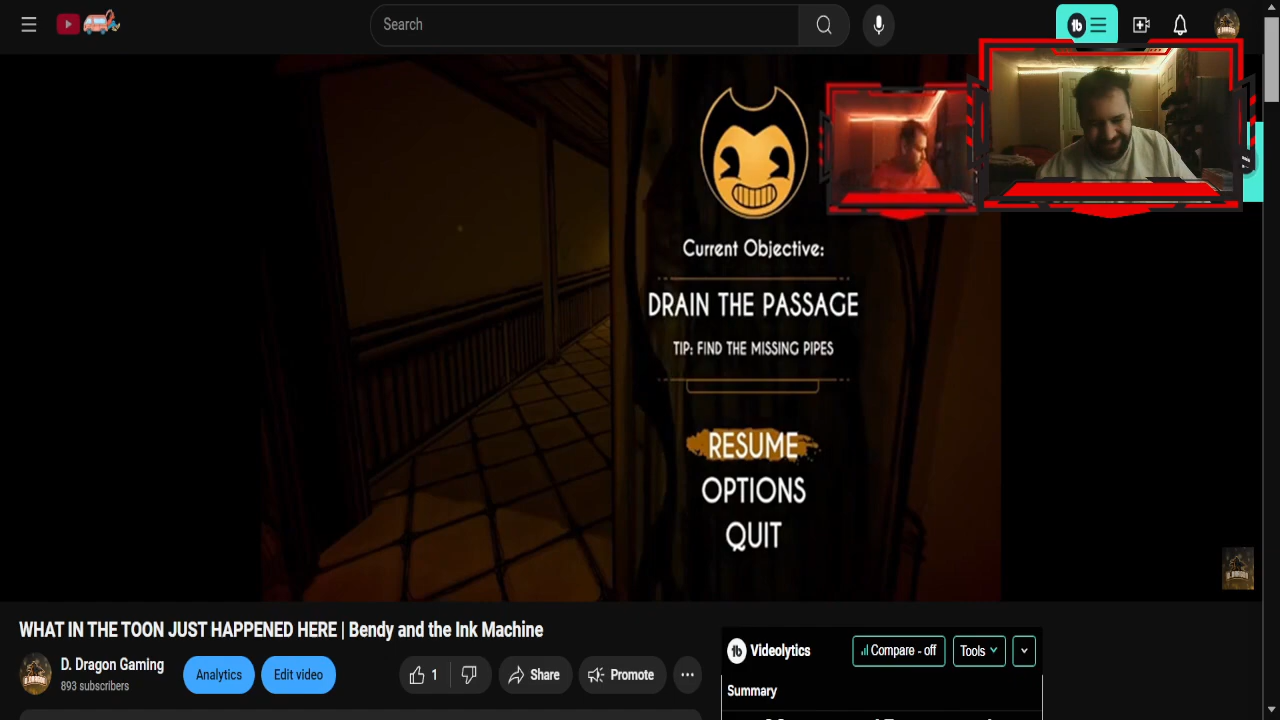 Search
Current Objective:
DRAIN THE PASSAGE
TIP: FIND THE MISSING PIPES
RESUME
OPTIONS
QUIT
WHAT IN THE TOON JUST HAPPENED HERE | Bendy and the Ink Machine
D. Dragon Gaming
893 subscribers
Analytics
Edit video
1
Share
Promote
tb Videolytics
Compare - off
Tools
Summary